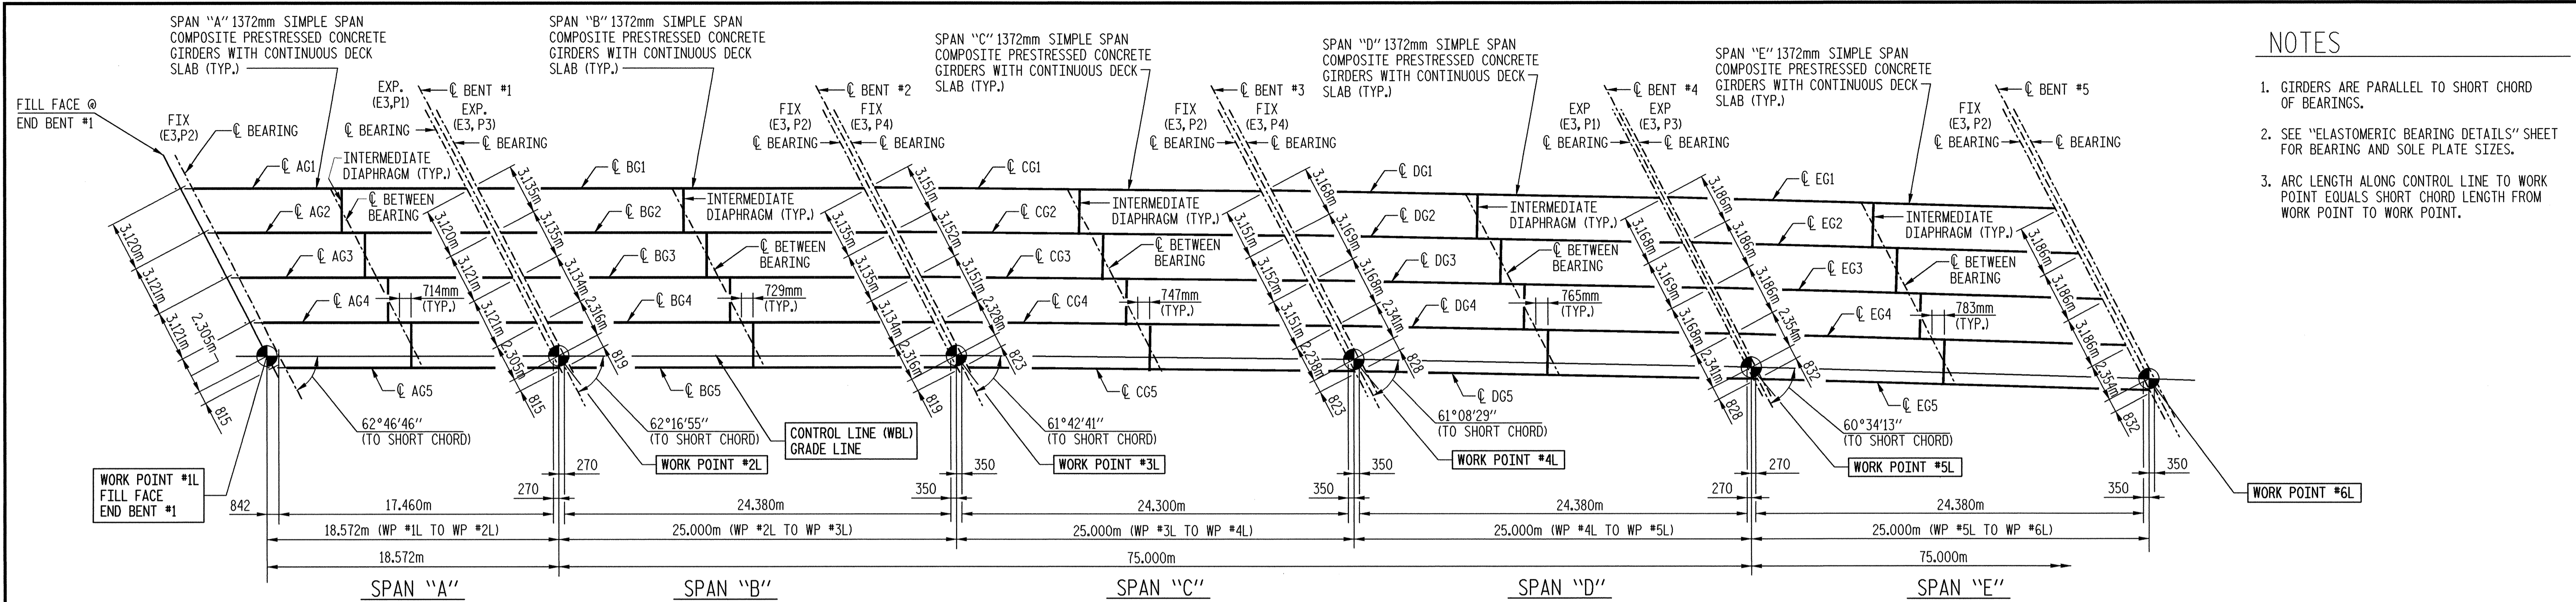 SPAN "A" 1372mm SIMPLE SPAN
COMPOSITE PRESTRESSED CONCRETE
GIRDERS WITH CONTINUOUS DECK
SLAB (TYP.)
SPAN "B" 1372mm SIMPLE SPAN
COMPOSITE PRESTRESSED CONCRETE
GIRDERS WITH CONTINUOUS DECK
SLAB (TYP.)
SPAN "C" 1372mm SIMPLE SPAN
COMPOSITE PRESTRESSED CONCRETE
GIRDERS WITH CONTINUOUS DECK
SLAB (TYP.)
SPAN "D" 1372mm SIMPLE SPAN
COMPOSITE PRESTRESSED CONCRETE
GIRDERS WITH CONTINUOUS DECK
SLAB (TYP.)
SPAN "E" 1372mm SIMPLE SPAN
COMPOSITE PRESTRESSED CONCRETE
GIRDERS WITH CONTINUOUS DECK
SLAB (TYP.)
NOTES
1. GIRDERS ARE PARALLEL TO SHORT CHORD
OF BEARINGS.
2. SEE "ELASTOMERIC BEARING DETAILS" SHEET
FOR BEARING AND SOLE PLATE SIZES.
3. ARC LENGTH ALONG CONTROL LINE TO WORK
POINT EQUALS SHORT CHORD LENGTH FROM
WORK POINT TO WORK POINT.
FILL FACE @
END BENT #1
FIX
(E3,P2)
℄ BEARING
EXP.
(E3,P1)
℄ BENT #1
EXP.
(E3, P3)
℄ BEARING
℄ BEARING
℄ BENT #2
FIX
(E3, P2)
FIX
(E3, P4)
℄ BEARING
℄ BEARING
℄ BENT #3
FIX
(E3, P2)
FIX
(E3, P4)
℄ BEARING
℄ BEARING
℄ BENT #4
EXP
(E3, P1)
EXP
(E3, P3)
℄ BEARING
℄ BEARING
℄ BENT #5
FIX
(E3, P2)
℄ BEARING
℄ BEARING
℄ AG1
℄ AG2
℄ AG3
℄ AG4
℄ AG5
INTERMEDIATE
DIAPHRAGM (TYP.)
℄ BETWEEN
BEARING
714mm
(TYP.)
3.120m
3.121m
3.121m
2.305m
815
62°46'46"
(TO SHORT CHORD)
3.120m
3.121m
3.121m
2.305m
815
℄ BG1
℄ BG2
℄ BG3
℄ BG4
℄ BG5
INTERMEDIATE
DIAPHRAGM (TYP.)
℄ BETWEEN
BEARING
729mm
(TYP.)
3.135m
3.135m
3.134m
2.316m
819
62°16'55"
(TO SHORT CHORD)
3.135m
3.135m
3.134m
2.316m
819
℄ CG1
℄ CG2
℄ CG3
℄ CG4
℄ CG5
INTERMEDIATE
DIAPHRAGM (TYP.)
℄ BETWEEN
BEARING
747mm
(TYP.)
3.151m
3.152m
3.151m
2.328m
823
61°42'41"
(TO SHORT CHORD)
3.151m
3.152m
3.151m
2.238m
823
℄ DG1
℄ DG2
℄ DG3
℄ DG4
℄ DG5
INTERMEDIATE
DIAPHRAGM (TYP.)
℄ BETWEEN
BEARING
765mm
(TYP.)
3.168m
3.169m
3.168m
2.341m
828
61°08'29"
(TO SHORT CHORD)
3.168m
3.169m
3.168m
2.341m
828
℄ EG1
℄ EG2
℄ EG3
℄ EG4
℄ EG5
INTERMEDIATE
DIAPHRAGM (TYP.)
℄ BETWEEN
BEARING
783mm
(TYP.)
3.186m
3.186m
3.186m
2.354m
832
60°34'13"
(TO SHORT CHORD)
3.186m
3.186m
3.186m
2.354m
832
CONTROL LINE (WBL)
GRADE LINE
WORK POINT #1L
FILL FACE
END BENT #1
WORK POINT #2L
WORK POINT #3L
WORK POINT #4L
WORK POINT #5L
WORK POINT #6L
270
350
350
270
350
842
270
350
350
270
350
17.460m
24.380m
24.300m
24.380m
24.380m
18.572m (WP #1L TO WP #2L)
25.000m (WP #2L TO WP #3L)
25.000m (WP #3L TO WP #4L)
25.000m (WP #4L TO WP #5L)
25.000m (WP #5L TO WP #6L)
18.572m
75.000m
75.000m
SPAN "A"
SPAN "B"
SPAN "C"
SPAN "D"
SPAN "E"